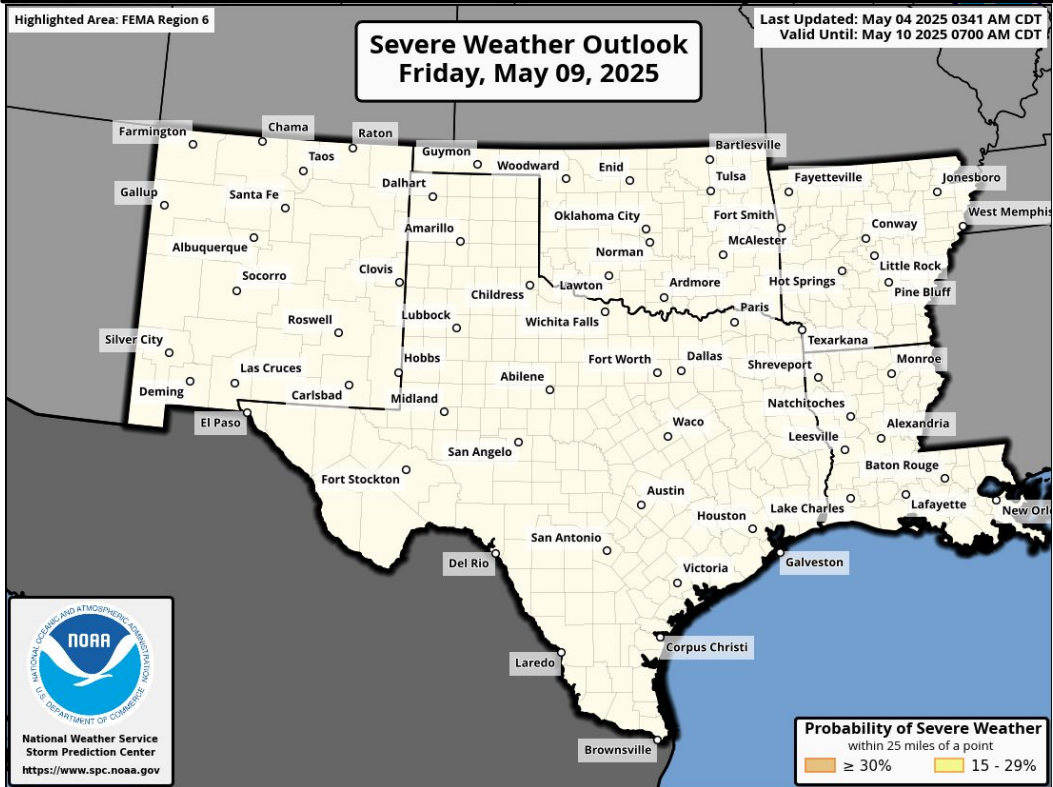 Highlighted Area: FEMA Region 6
Severe Weather Outlook
Friday, May 09, 2025
Last Updated: May 04 2025 0341 AM CDT
Valid Until: May 10 2025 0700 AM CDT
Farmington
Chama
Raton
Taos
Guymon
Woodward
Enid
Bartlesville
Tulsa
Fayetteville
Jonesboro
Gallup
Santa Fe
Dalhart
Oklahoma City
Fort Smith
Conway
West Memphis
Albuquerque
Amarillo
Norman
McAlester
Little Rock
Socorro
Clovis
Childress
Lawton
Ardmore
Hot Springs
Pine Bluff
Roswell
Lubbock
Wichita Falls
Paris
Texarkana
Silver City
Las Cruces
Hobbs
Fort Worth
Dallas
Shreveport
Monroe
Deming
Carlsbad
Midland
Abilene
Natchitoches
El Paso
San Angelo
Waco
Leesville
Alexandria
Fort Stockton
Baton Rouge
Austin
Houston
Lake Charles
Lafayette
New Orl
San Antonio
Del Rio
Galveston
Victoria
Laredo
Corpus Christi
Brownsville
NATIONAL OCEANIC AND ATMOSPHERIC ADMINISTRATION
NOAA
U.S. DEPARTMENT OF COMMERCE
National Weather Service
Storm Prediction Center
https://www.spc.noaa.gov
Probability of Severe Weather
within 25 miles of a point
≥ 30%
15 - 29%